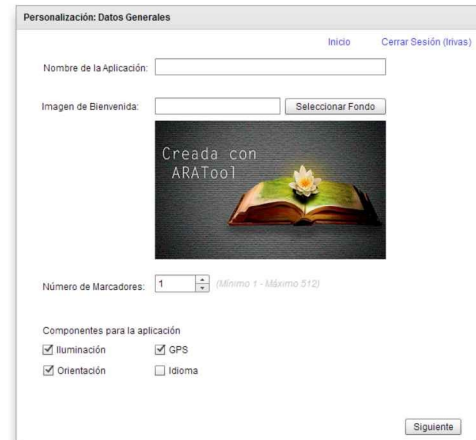 Personalización: Datos Generales
Inicio Cerrar Sesión (lrivas)
Nombre de la Aplicación:
Imagen de Bienvenida: Seleccionar Fondo
Creada con
ARATool
Número de Marcadores: 1 (Mínimo 1 - Máximo 512)
Componentes para la aplicación
Iluminación GPS
Orientación Idioma
Siguiente